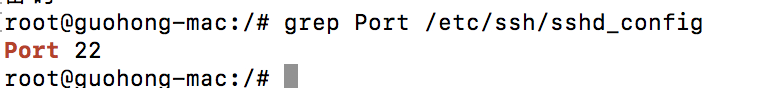 root@guohong-mac:/# grep Port /etc/ssh/sshd_config
Port 22
root@guohong-mac:/#